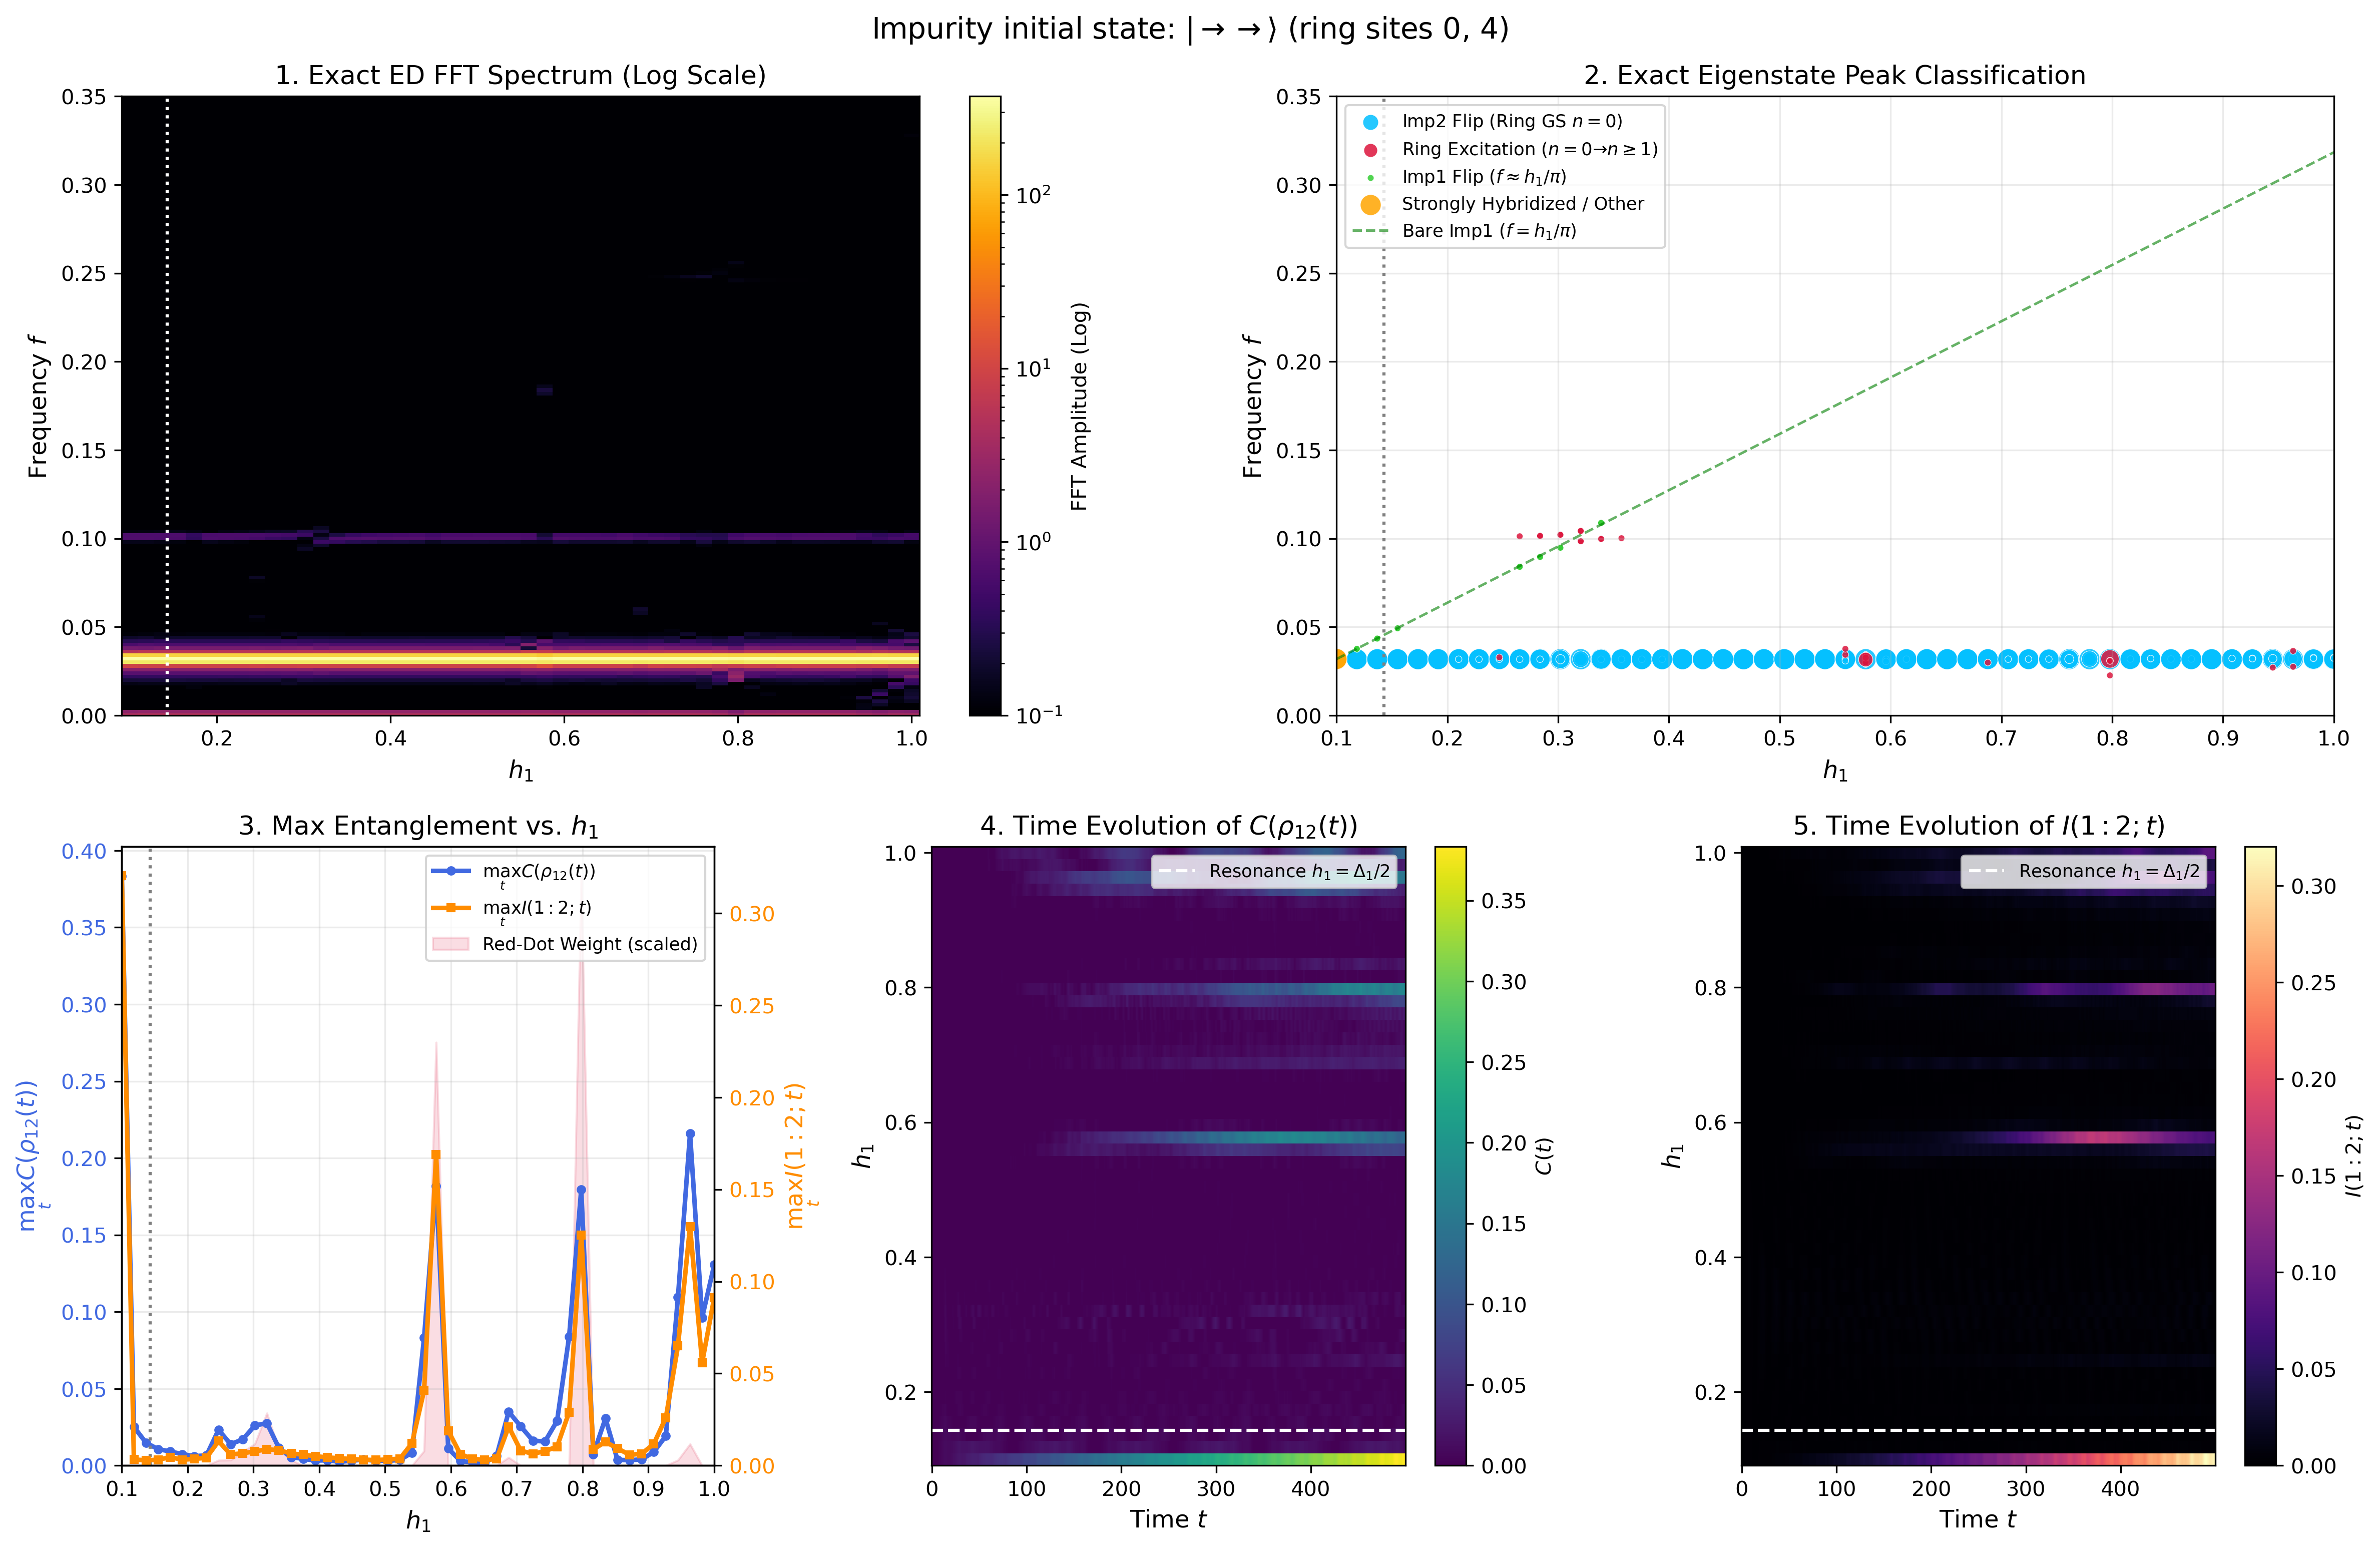 Impurity initial state: |→→⟩ (ring sites 0, 4)
1. Exact ED FFT Spectrum (Log Scale)
0.35
0.30
0.25
0.20
0.15
0.10
0.05
0.00
Frequency f
0.2
0.4
0.6
0.8
1.0
h₁
10²
10¹
10⁰
10⁻¹
FFT Amplitude (Log)
2. Exact Eigenstate Peak Classification
0.35
0.30
0.25
0.20
0.15
0.10
0.05
0.00
Frequency f
Imp2 Flip (Ring GS n = 0)
Ring Excitation (n = 0→n ≥ 1)
Imp1 Flip (f ≈ h₁/π)
Strongly Hybridized / Other
Bare Imp1 (f = h₁/π)
0.1
0.2
0.3
0.4
0.5
0.6
0.7
0.8
0.9
1.0
h₁
3. Max Entanglement vs. h₁
0.40
0.35
0.30
0.25
0.20
0.15
0.10
0.05
0.00
max C(ρ₁₂(t))
t
max C(ρ₁₂(t))
t
max I(1 : 2; t)
t
Red-Dot Weight (scaled)
0.30
0.25
0.20
0.15
0.10
0.05
0.00
max I(1 : 2; t)
t
0.1
0.2
0.3
0.4
0.5
0.6
0.7
0.8
0.9
1.0
h₁
4. Time Evolution of C(ρ₁₂(t))
1.0
0.8
0.6
0.4
0.2
h₁
Resonance h₁ = Δ₁/2
0
100
200
300
400
Time t
0.35
0.30
0.25
0.20
0.15
0.10
0.05
0.00
C(t)
5. Time Evolution of I(1 : 2; t)
1.0
0.8
0.6
0.4
0.2
h₁
Resonance h₁ = Δ₁/2
0
100
200
300
400
Time t
0.30
0.25
0.20
0.15
0.10
0.05
0.00
I(1 : 2; t)